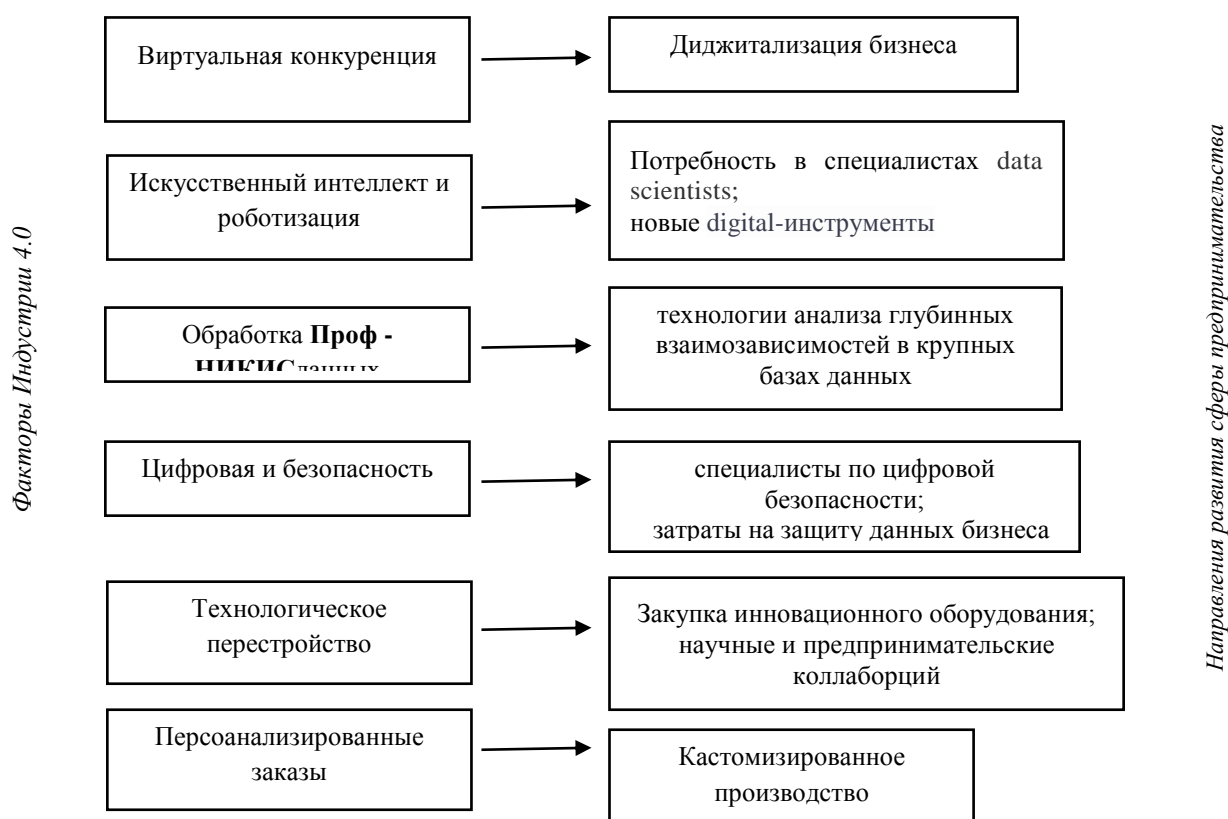 Факторы Индустрии 4.0
Виртуальная конкуренция
Диджитализация бизнеса
Искусственный интеллект и
роботизация
Потребность в специалистах data
scientists;
новые digital-инструменты
Обработка Проф -
НИКИСданных
технологии анализа глубинных
взаимозависимостей в крупных
базах данных
Цифровая и безопасность
специалисты по цифровой
безопасности;
затраты на защиту данных бизнеса
Технологическое
перестройство
Закупка инновационного оборудования;
научные и предпринимательские
коллаборций
Персоанализированные
заказы
Кастомизированное
производство
Направления развития сферы предпринимательства